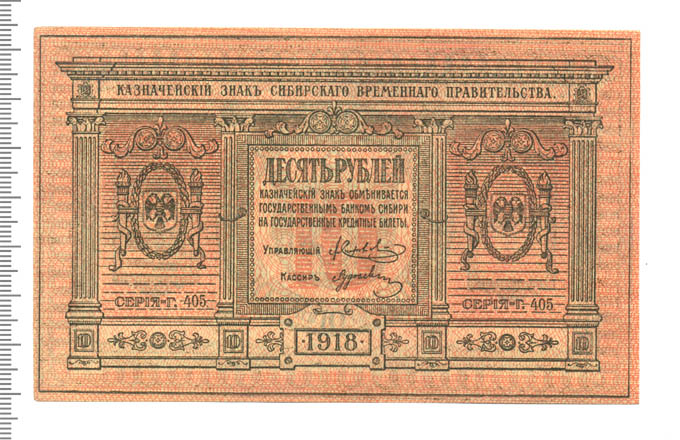 КАЗНАЧЕЙСКІЙ ЗНАКЪ СИБИРСКАГО ВРЕМЕННАГО ПРАВИТЕЛЬСТВА.
ДЕСЯТЬ РУБЛЕЙ
КАЗНАЧЕЙСКІЙ ЗНАКЪ ОБМѢНИВАЕТСЯ
ГОСУДАРСТВЕННЫМЪ БАНКОМЪ СИБИРИ
НА ГОСУДАРСТВЕННЫЕ КРЕДИТНЫЕ БИЛЕТЫ.
УПРАВЛЯЮЩІЙ
КАССИРЪ
СЕРІЯ-Г. 405
СЕРІЯ-Г. 405
·1918·